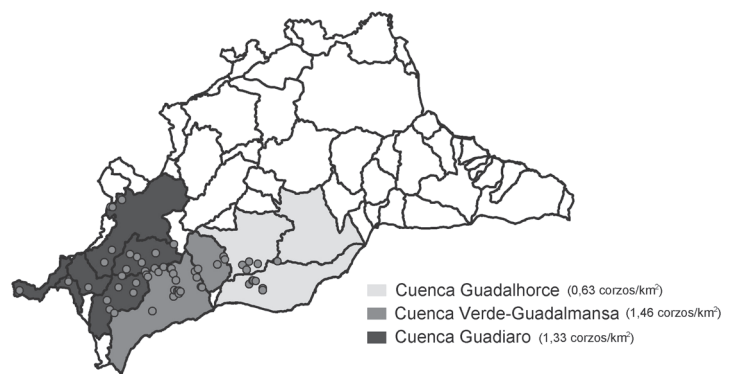 Cuenca Guadalhorce (0,63 corzos/km²)
Cuenca Verde-Guadalmansa (1,46 corzos/km²)
Cuenca Guadiaro (1,33 corzos/km²)